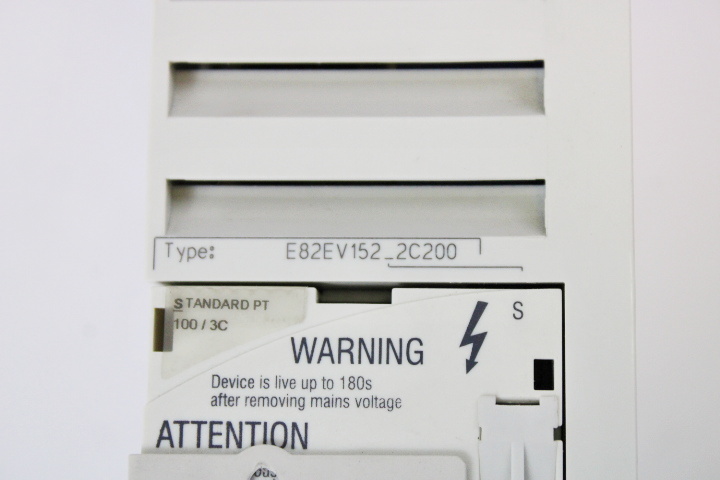 Type: E82EV152_2C200
STANDARD PT
100 / 3C
S
WARNING
Device is live up to 180s
after removing mains voltage
ATTENTION